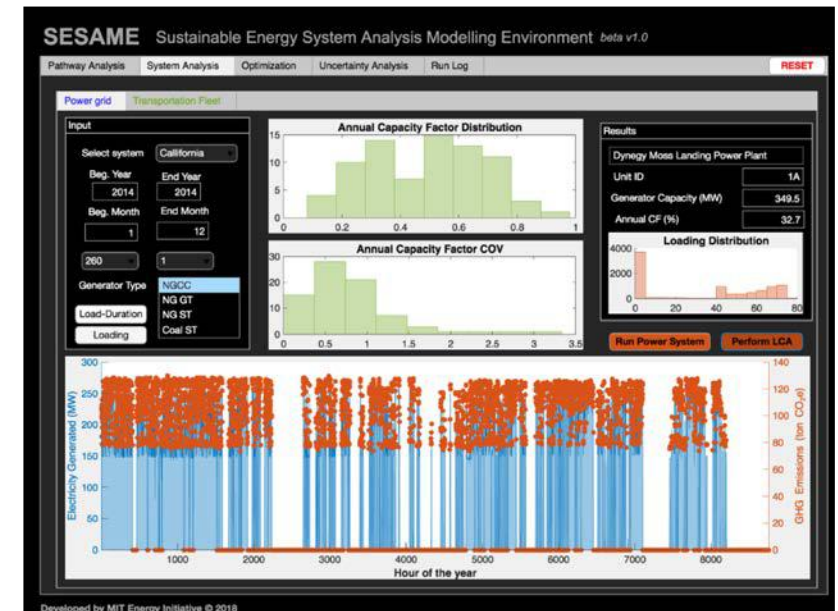 SESAME Sustainable Energy System Analysis Modelling Environment beta v1.0
Pathway Analysis System Analysis Optimization Uncertainty Analysis Run Log RESET
Power grid Transportation Fleet
Input
Select system Callifornia
Beg. Year End Year
2014 2014
Beg. Month End Month
1 12
260 1
Generator Type NGCC
NG GT
NG ST
Coal ST
Load-Duration
Loading
Annual Capacity Factor Distribution
15
10
5
0
0 0.2 0.4 0.6 0.8 1
Annual Capacity Factor COV
30
20
10
0
0 0.5 1 1.5 2 2.5 3 3.5
Results
Dynegy Moss Landing Power Plant
Unit ID 1A
Generator Capacity (MW) 349.5
Annual CF (%) 32.7
Loading Distribution
4000
2000
0
0 20 40 60 80
Run Power System Perform LCA
Electricity Generated (MW)
300
250
200
150
100
50
0
1000 2000 3000 4000 5000 6000 7000 8000
Hour of the year
140
120
100
80
60
40
20
0
GHG Emissions (ton CO₂e)
Developed by MIT Energy Initiative © 2018